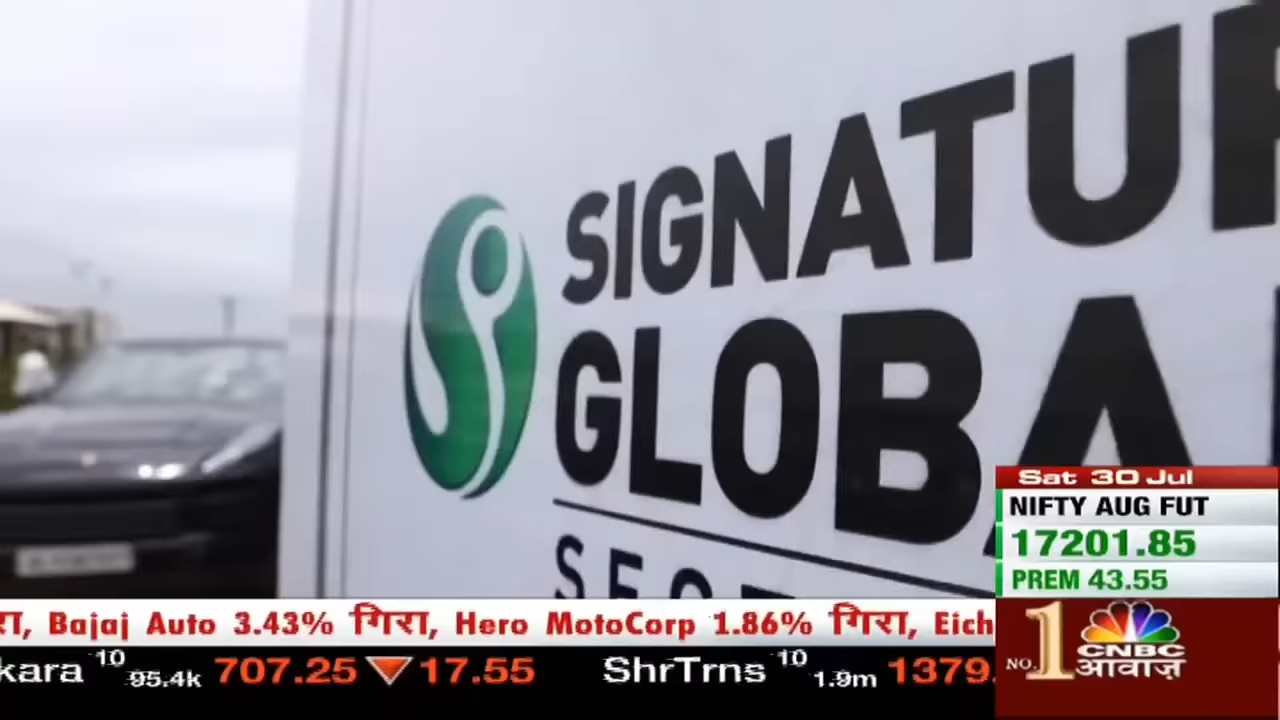 SIGNATUR
GLOBA
Sat 30 Jul
NIFTY AUG FUT
17201.85
PREM 43.55
रा, Bajaj Auto 3.43% गिरा, Hero MotoCorp 1.86% गिरा, Eich
kara 10 95.4k 707.25 ▼ 17.55 ShrTrns 10 1.9m 1379.
NO. 1 CNBC
आवाज़